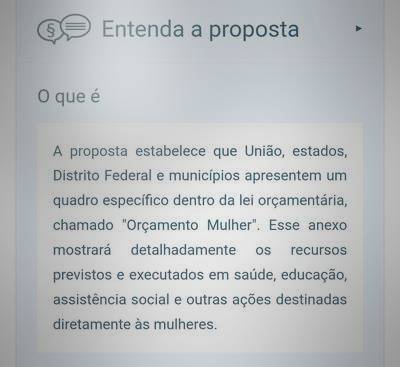 §
Entenda a proposta
O que é
A proposta estabelece que União, estados,
Distrito Federal e municípios apresentem um
quadro específico dentro da lei orçamentária,
chamado "Orçamento Mulher". Esse anexo
mostrará detalhadamente os recursos
previstos e executados em saúde, educação,
assistência social e outras ações destinadas
diretamente às mulheres.